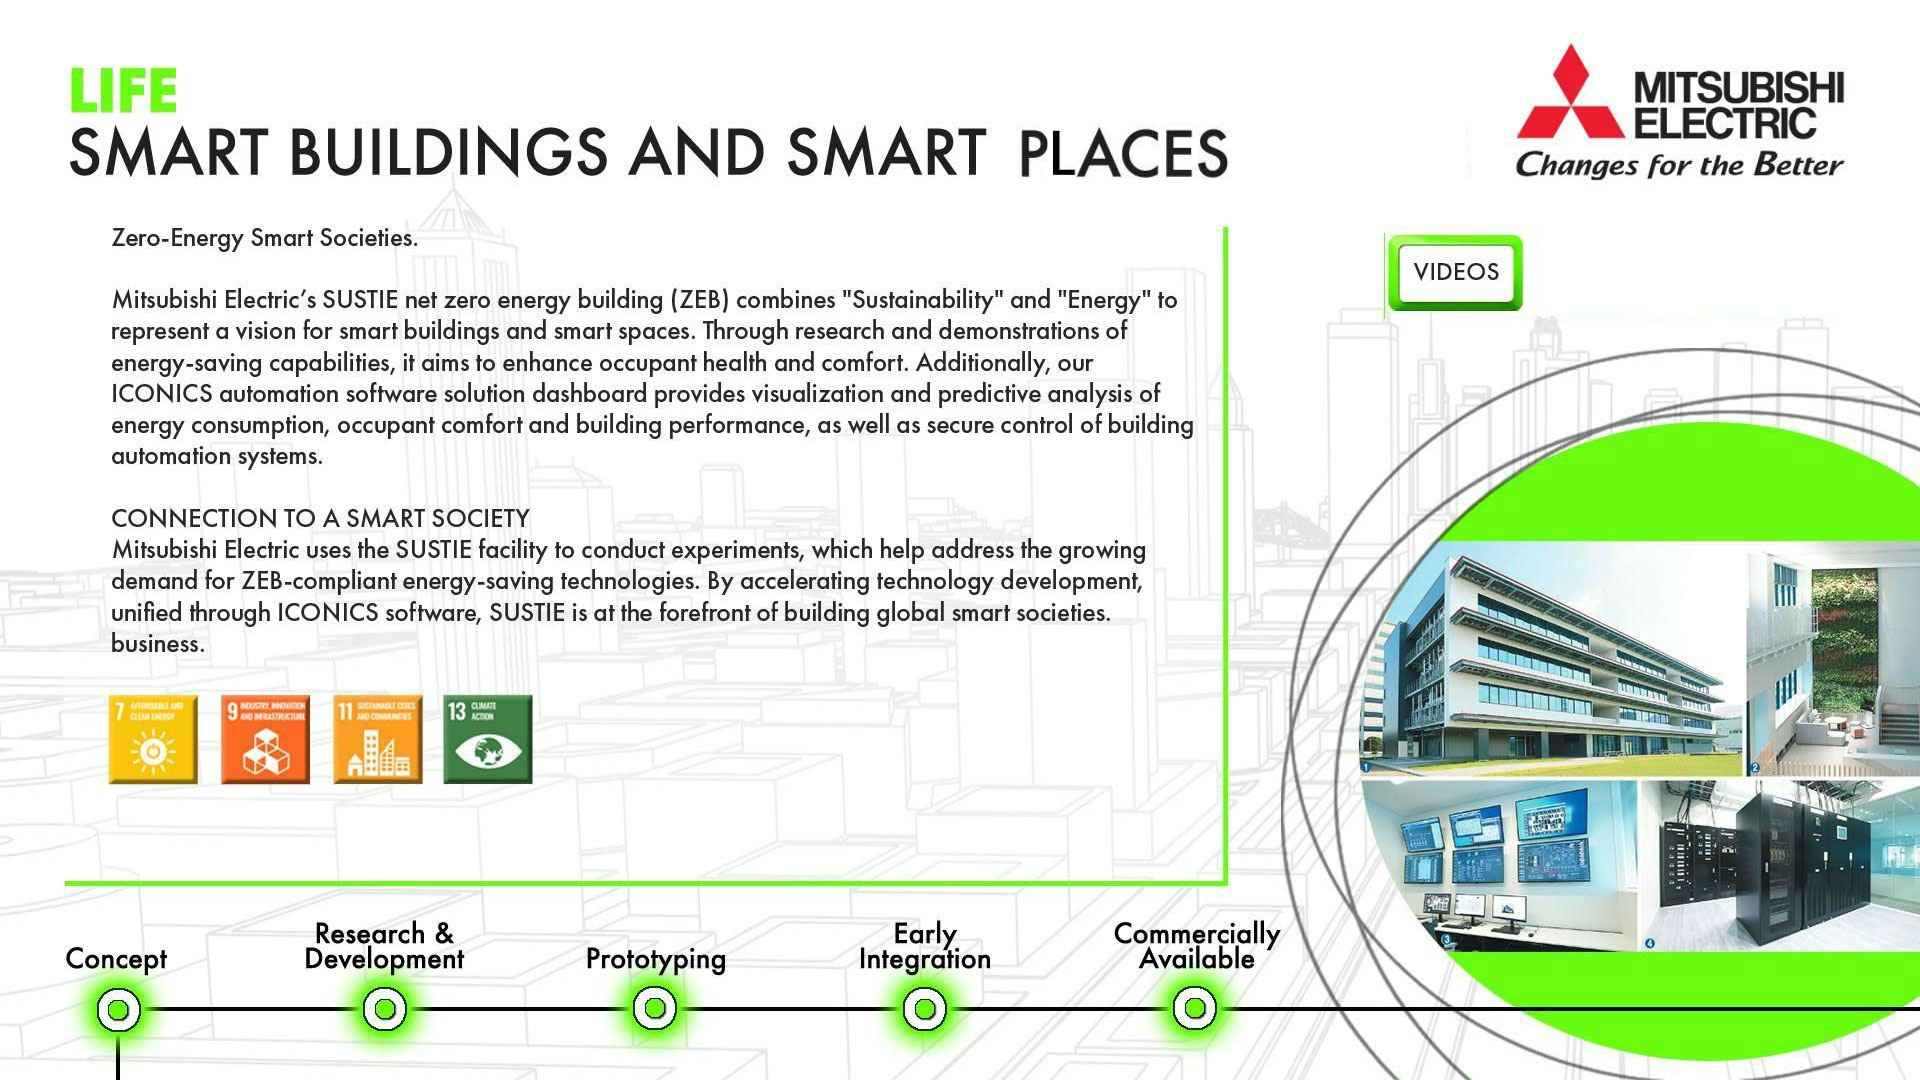 LIFE
SMART BUILDINGS AND SMART PLACES
MITSUBISHI
ELECTRIC
Changes for the Better
Zero-Energy Smart Societies.
Mitsubishi Electric’s SUSTIE net zero energy building (ZEB) combines "Sustainability" and "Energy" to
represent a vision for smart buildings and smart spaces. Through research and demonstrations of
energy-saving capabilities, it aims to enhance occupant health and comfort. Additionally, our
ICONICS automation software solution dashboard provides visualization and predictive analysis of
energy consumption, occupant comfort and building performance, as well as secure control of building
automation systems.
CONNECTION TO A SMART SOCIETY
Mitsubishi Electric uses the SUSTIE facility to conduct experiments, which help address the growing
demand for ZEB-compliant energy-saving technologies. By accelerating technology development,
unified through ICONICS software, SUSTIE is at the forefront of building global smart societies.
business.
VIDEOS
7 AFFORDABLE AND
CLEAN ENERGY
9 INDUSTRY, INNOVATION
AND INFRASTRUCTURE
11 SUSTAINABLE CITIES
AND COMMUNITIES
13 CLIMATE
ACTION
1
2
3
4
Concept
Research &
Development
Prototyping
Early
Integration
Commercially
Available